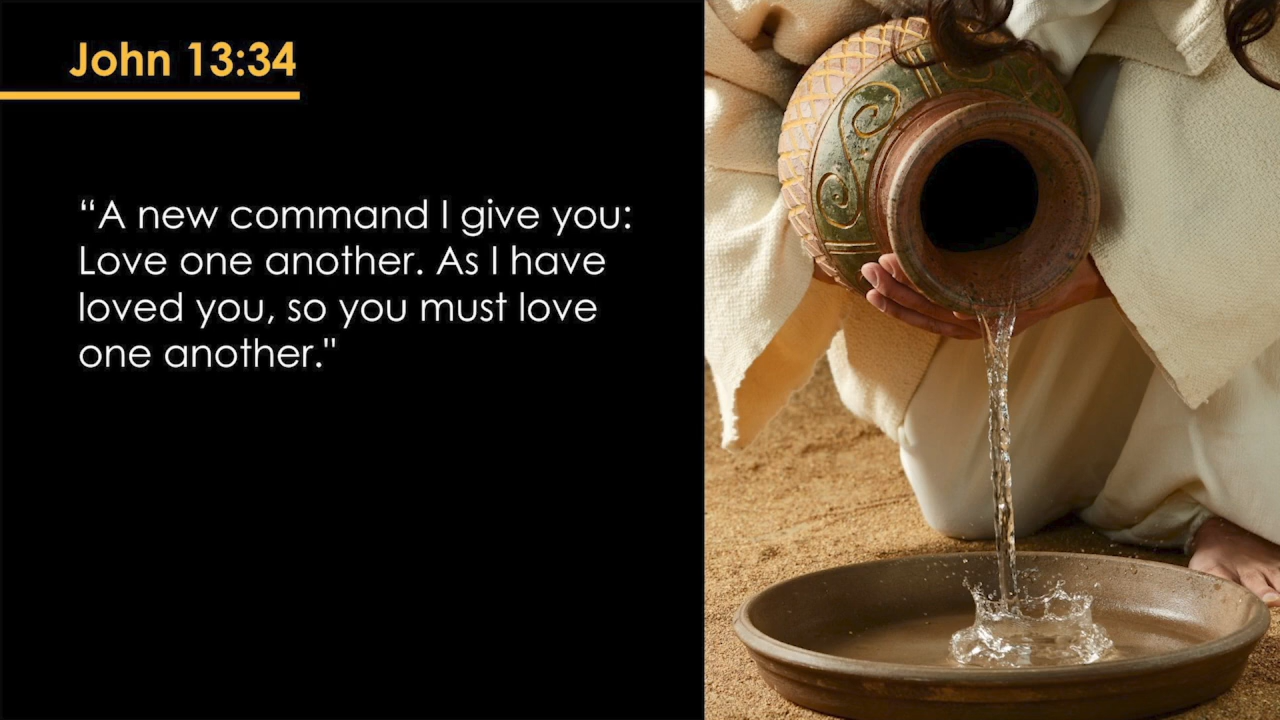 John 13:34
“A new command I give you:
Love one another. As I have
loved you, so you must love
one another."